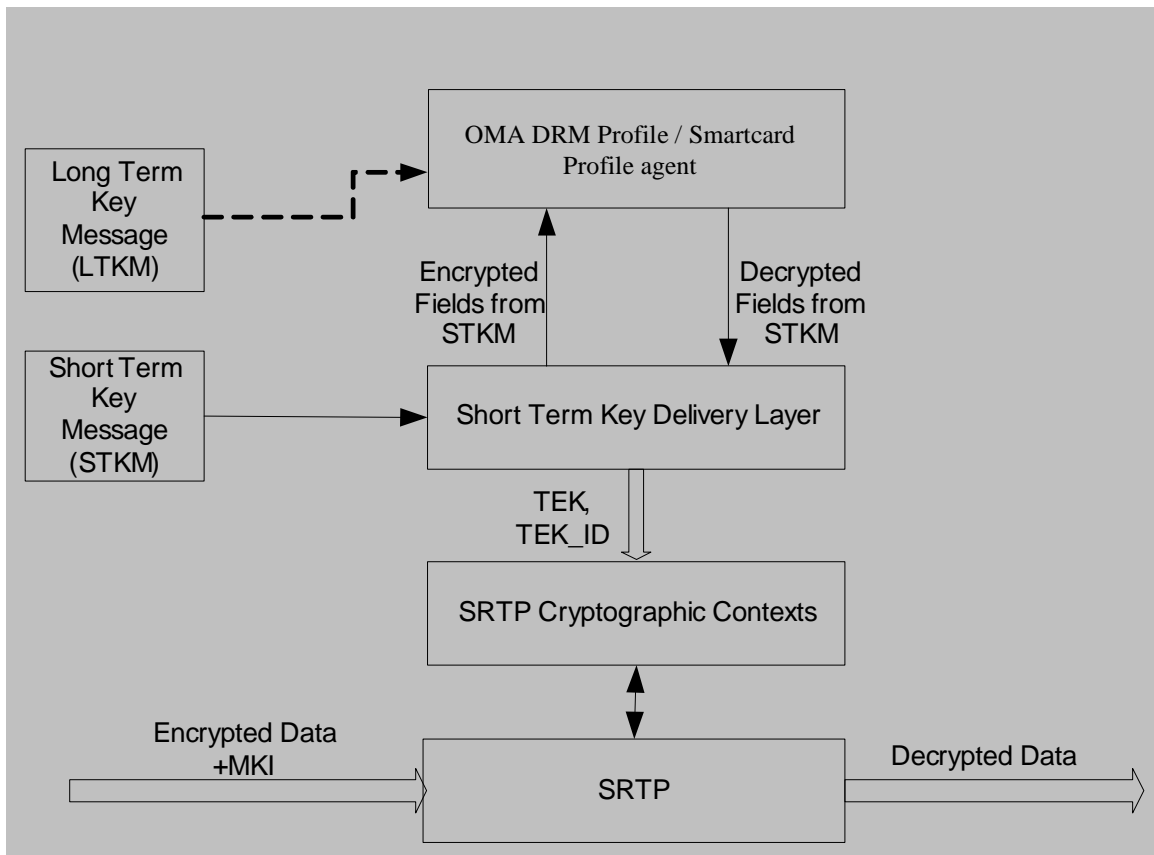 OMA DRM Profile / Smartcard
Profile agent
Long Term
Key
Message
(LTKM)
Encrypted
Fields from
STKM
Decrypted
Fields from
STKM
Short Term
Key
Message
(STKM)
Short Term Key Delivery Layer
TEK,
TEK_ID
SRTP Cryptographic Contexts
Encrypted Data
+MKI
SRTP
Decrypted Data